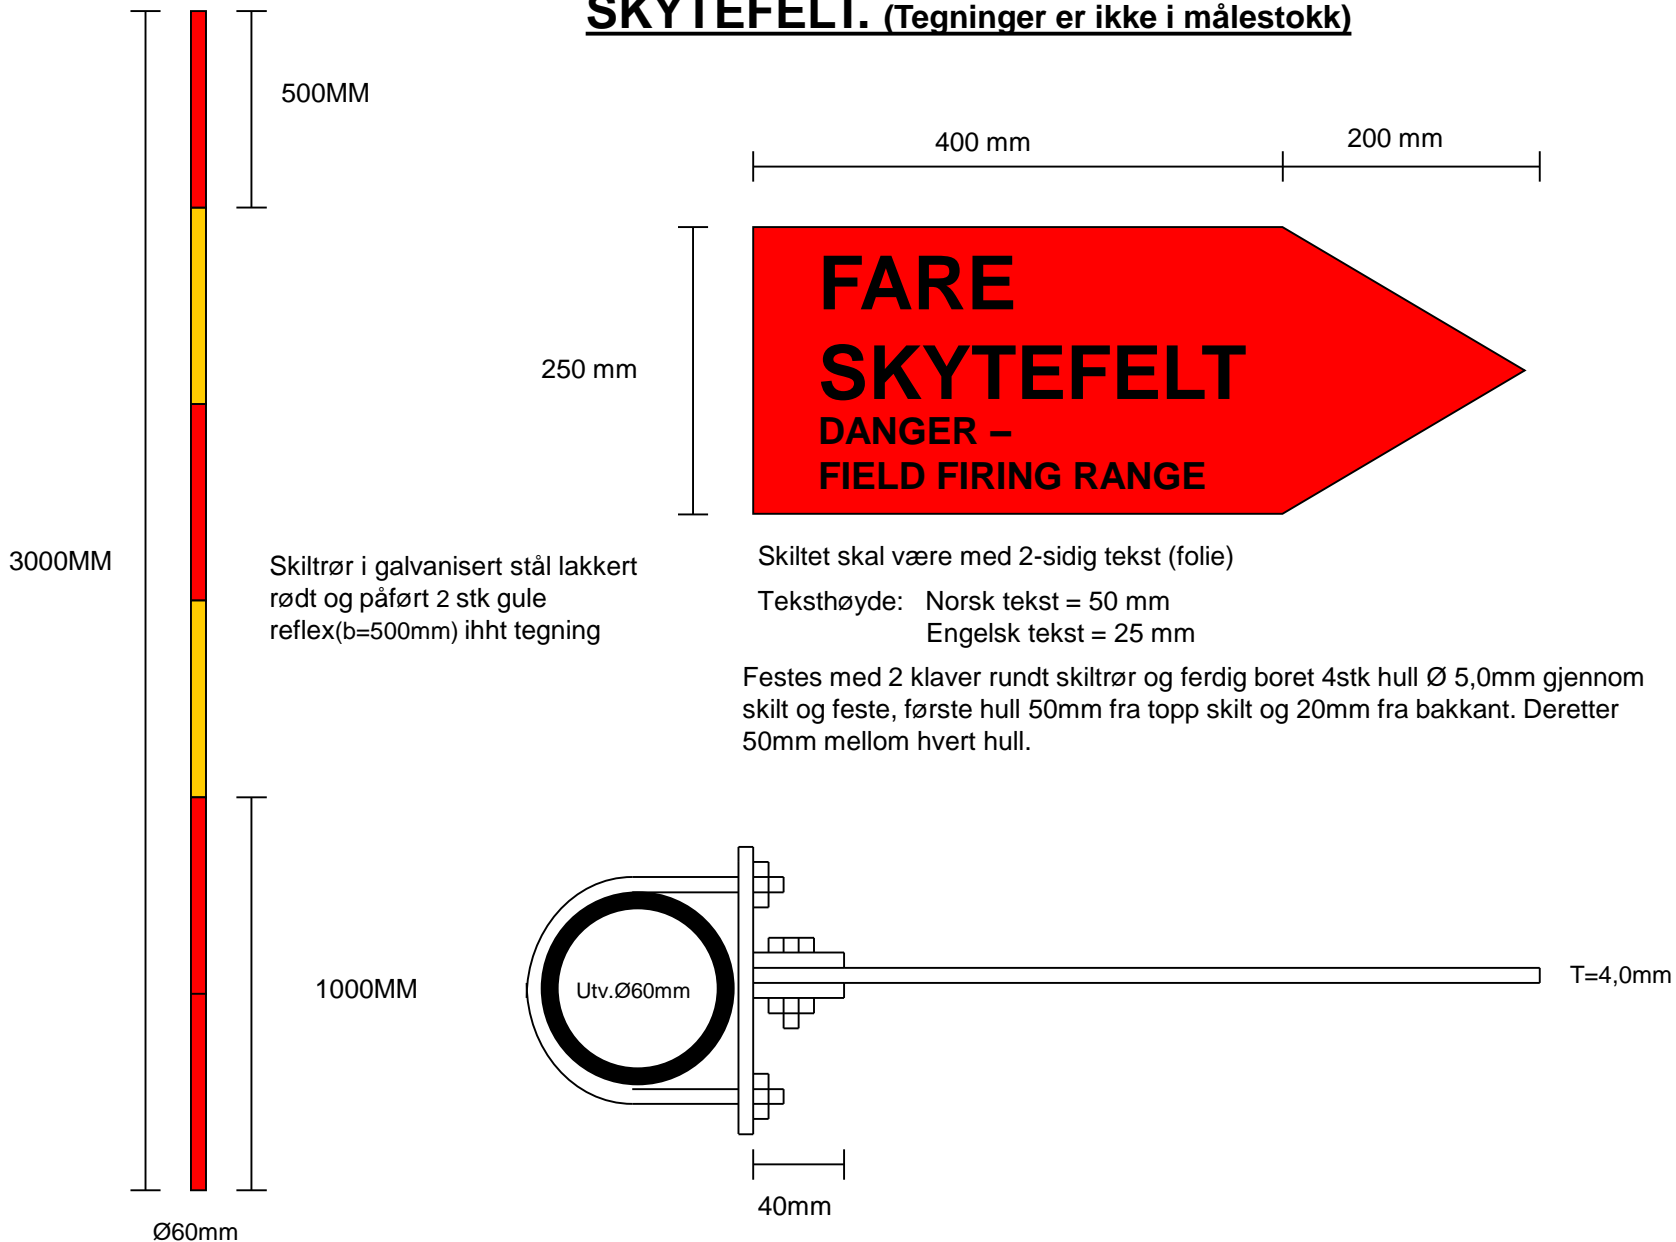 SKYTEFELT. (Tegninger er ikke i målestokk)
500MM
400 mm
200 mm
FARE
SKYTEFELT
DANGER –
FIELD FIRING RANGE
250 mm
3000MM
Skiltrør i galvanisert stål lakkert
rødt og påført 2 stk gule
reflex(b=500mm) ihht tegning
Skiltet skal være med 2-sidig tekst (folie)
Teksthøyde: Norsk tekst = 50 mm
Engelsk tekst = 25 mm
Festes med 2 klaver rundt skiltrør og ferdig boret 4stk hull Ø 5,0mm gjennom
skilt og feste, første hull 50mm fra topp skilt og 20mm fra bakkant. Deretter
50mm mellom hvert hull.
1000MM
Utv.Ø60mm
T=4,0mm
40mm
Ø60mm